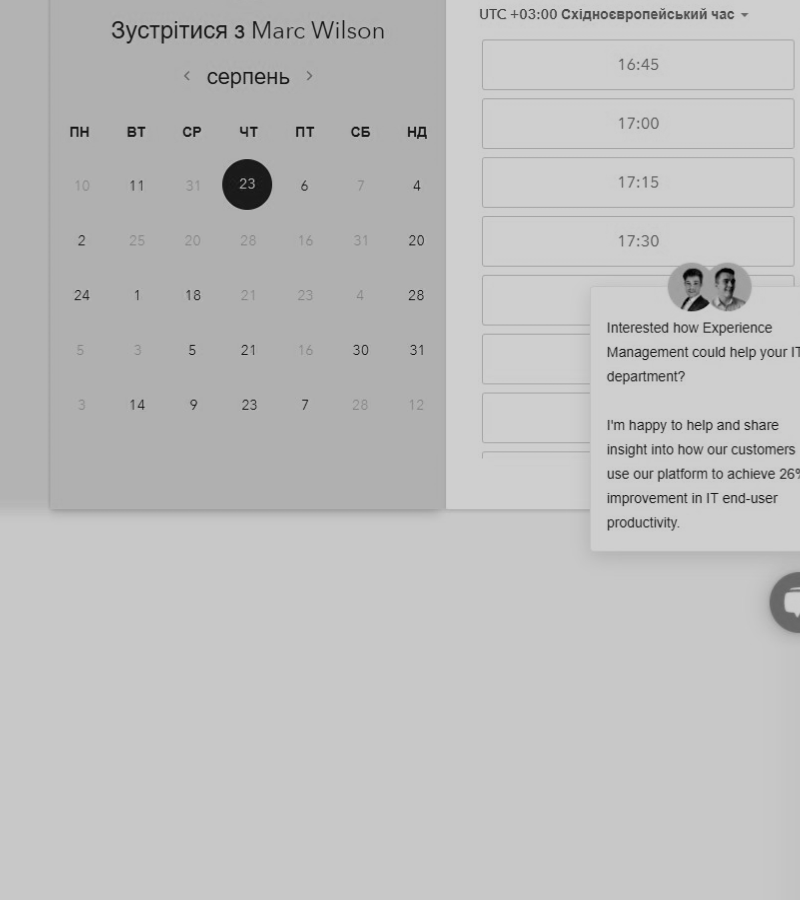 Зустрітися з Marc Wilson
серпень
ПН ВТ СР ЧТ ПТ СБ НД
10 11 31 23 6 7 4
2 25 20 28 16 31 20
24 1 18 21 23 4 28
5 3 5 21 16 30 31
3 14 9 23 7 28 12
UTC +03:00 Східноєвропейський час
16:45
17:00
17:15
17:30
Interested how Experience
Management could help your IT
department?
I'm happy to help and share
insight into how our customers
use our platform to achieve 26%
improvement in IT end-user
productivity.